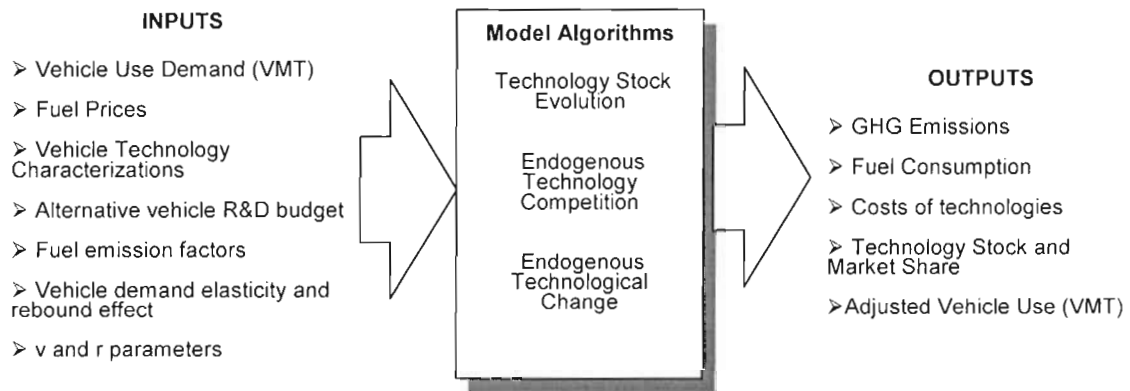 INPUTS
➤ Vehicle Use Demand (VMT)
➤ Fuel Prices
➤ Vehicle Technology
Characterizations
➤ Alternative vehicle R&D budget
➤ Fuel emission factors
➤ Vehicle demand elasticity and
rebound effect
➤ v and r parameters
Model Algorithms
Technology Stock
Evolution
Endogenous
Technology
Competition
Endogenous
Technological
Change
OUTPUTS
➤ GHG Emissions
➤ Fuel Consumption
➤ Costs of technologies
➤ Technology Stock and
Market Share
➤Adjusted Vehicle Use (VMT)